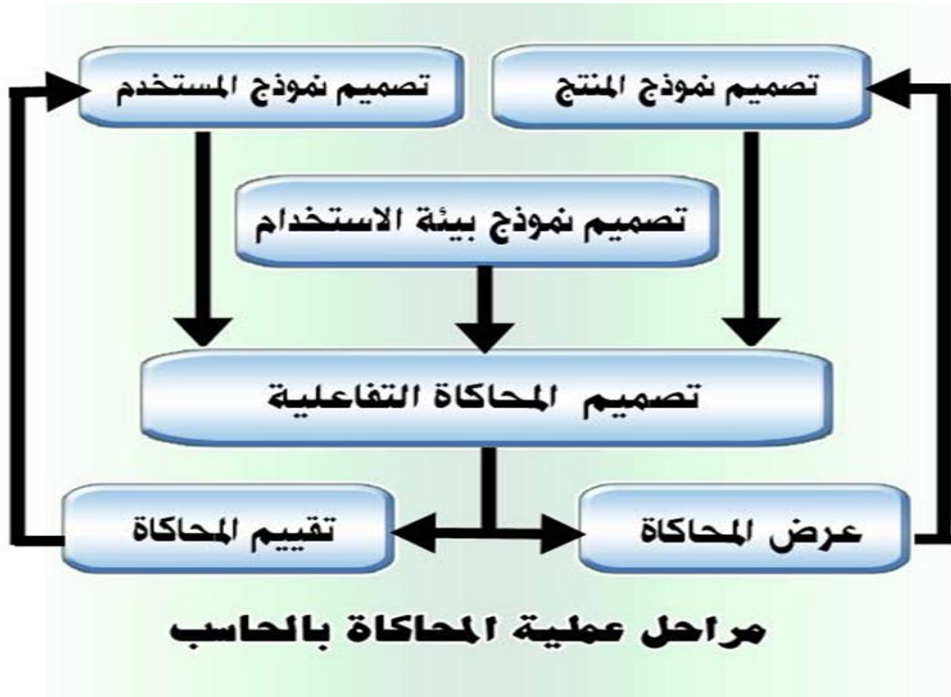 تصميم نموذج المنتج
تصميم نموذج المستخدم
تصميم نموذج بيئة الاستخدام
تصميم المحاكاة التفاعلية
عرض المحاكاة
تقييم المحاكاة
مراحل عملية المحاكاة بالحاسب